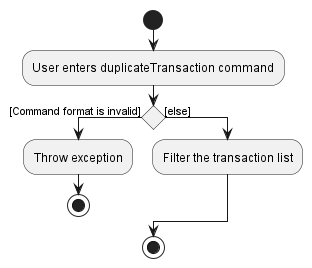 User enters duplicateTransaction command
[Command format is invalid]
[else]
Throw exception
Filter the transaction list